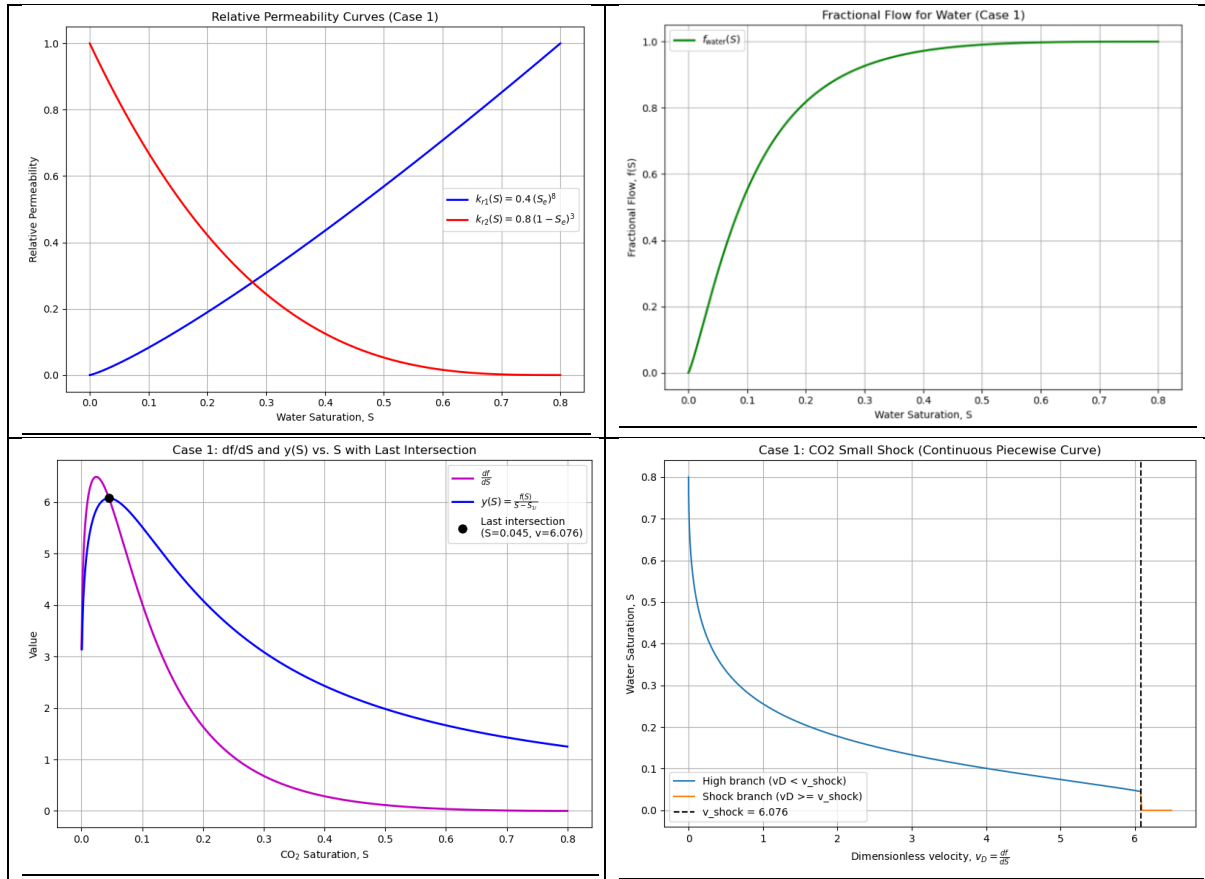 Relative Permeability Curves (Case 1)
1.0
0.8
0.6
0.4
0.2
0.0
Relative Permeability
k_{r1}(S) = 0.4 (S_e)^8
k_{r2}(S) = 0.8 (1 − S_e)^3
0.0 0.1 0.2 0.3 0.4 0.5 0.6 0.7 0.8
Water Saturation, S
Fractional Flow for Water (Case 1)
f_{water}(S)
1.0
0.8
0.6
0.4
0.2
0.0
Fractional Flow, f(S)
0.0 0.1 0.2 0.3 0.4 0.5 0.6 0.7 0.8
Water Saturation, S
Case 1: df/dS and y(S) vs. S with Last Intersection
6
5
4
3
2
1
0
Value
df/dS
y(S) = f(S)/(S − S_{1i})
Last intersection
(S=0.045, v=6.076)
0.0 0.1 0.2 0.3 0.4 0.5 0.6 0.7 0.8
CO₂ Saturation, S
Case 1: CO2 Small Shock (Continuous Piecewise Curve)
0.8
0.7
0.6
0.5
0.4
0.3
0.2
0.1
0.0
Water Saturation, S
High branch (vD < v_shock)
Shock branch (vD >= v_shock)
v_shock = 6.076
0 1 2 3 4 5 6
Dimensionless velocity, v_D = df/dS